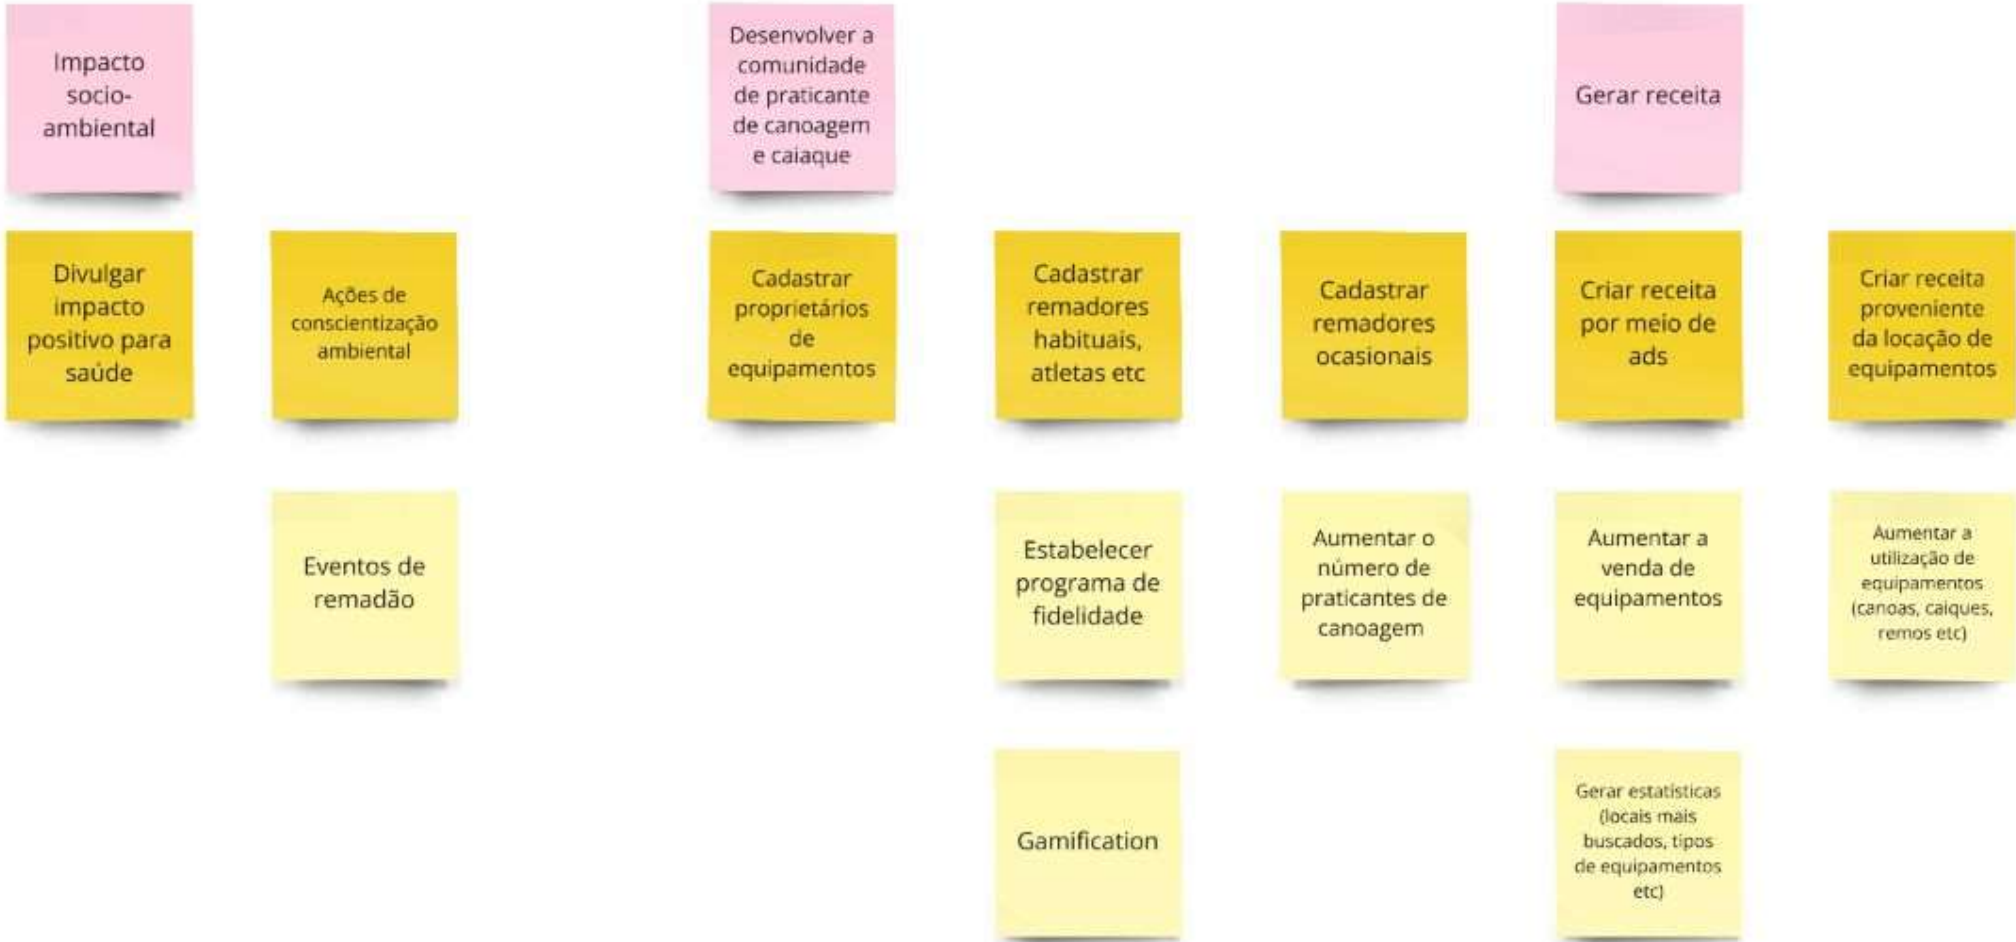 Impacto
socio-
ambiental
Desenvolver a
comunidade
de praticante
de canoagem
e caiaque
Gerar receita
Divulgar
impacto
positivo para
saúde
Ações de
conscientização
ambiental
Cadastrar
proprietários
de
equipamentos
Cadastrar
remadores
habituais,
atletas etc
Cadastrar
remadores
ocasionais
Criar receita
por meio de
ads
Criar receita
proveniente
da locação de
equipamentos
Eventos de
remadão
Estabelecer
programa de
fidelidade
Aumentar o
número de
praticantes de
canoagem
Aumentar a
venda de
equipamentos
Aumentar a
utilização de
equipamentos
(canoas, caiques,
remos etc)
Gamification
Gerar estatísticas
(locais mais
buscados, tipos
de equipamentos
etc)